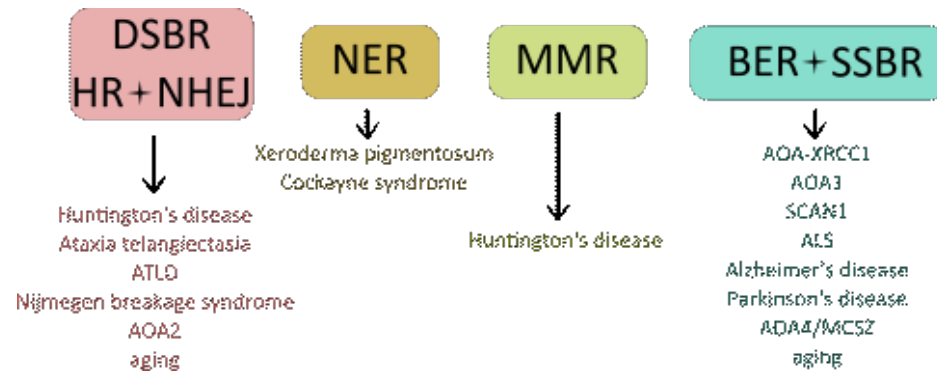 DSBR
HR+NHEJ
Huntington's disease
Ataxia telangiectasia
ATLD
Nijmegen breakage syndrome
AOA2
aging
NER
Xeroderma pigmentosum
Cockayne syndrome
MMR
Huntington's disease
BER+SSBR
AOA-XRCC1
AOA3
SCAN1
ALS
Alzheimer's disease
Parkinson's disease
AOA4/MCSZ
aging